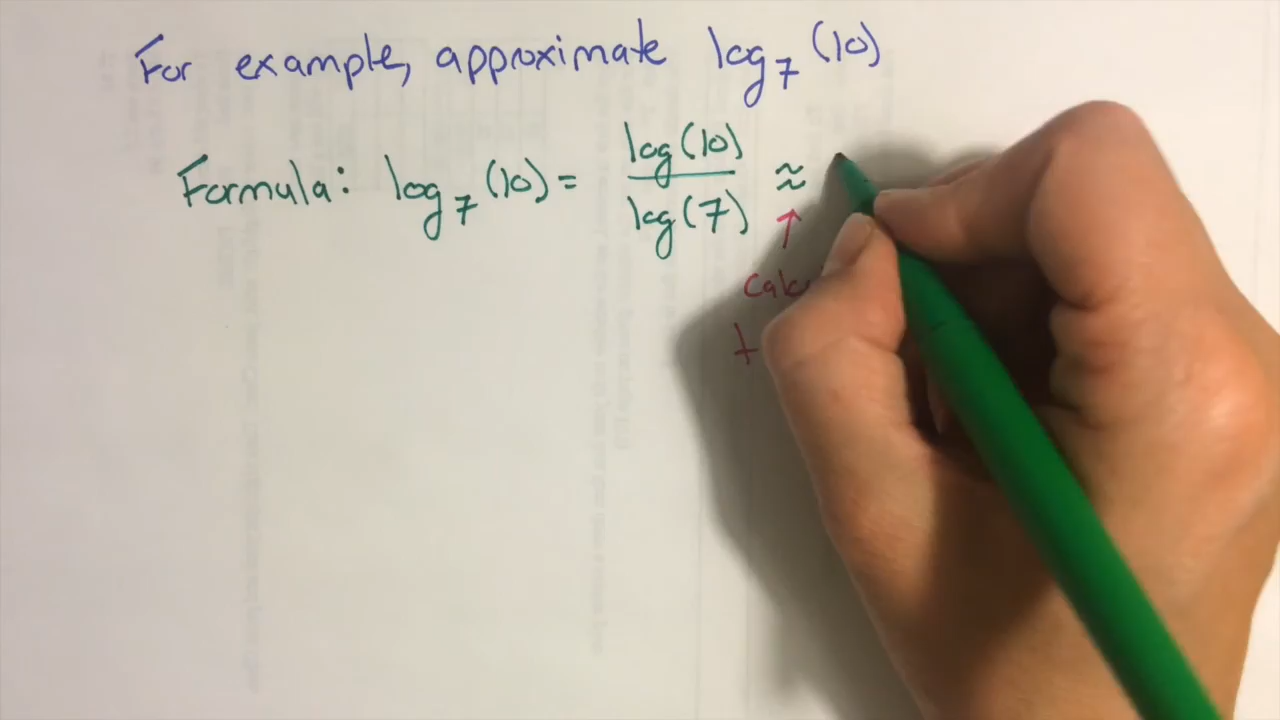 For example, approximate log₇(10)
Formula: log₇(10) = log(10) / log(7) ≈
↑